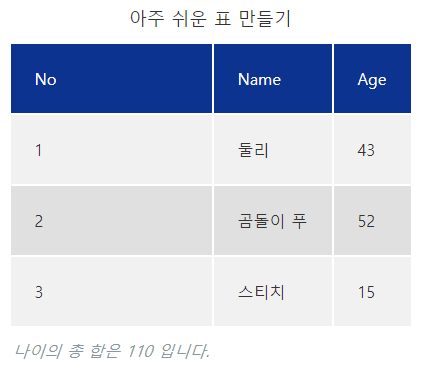 아주 쉬운 표 만들기
No Name Age
1 둘리 43
2 곰돌이 푸 52
3 스티치 15
나이의 총 합은 110 입니다.